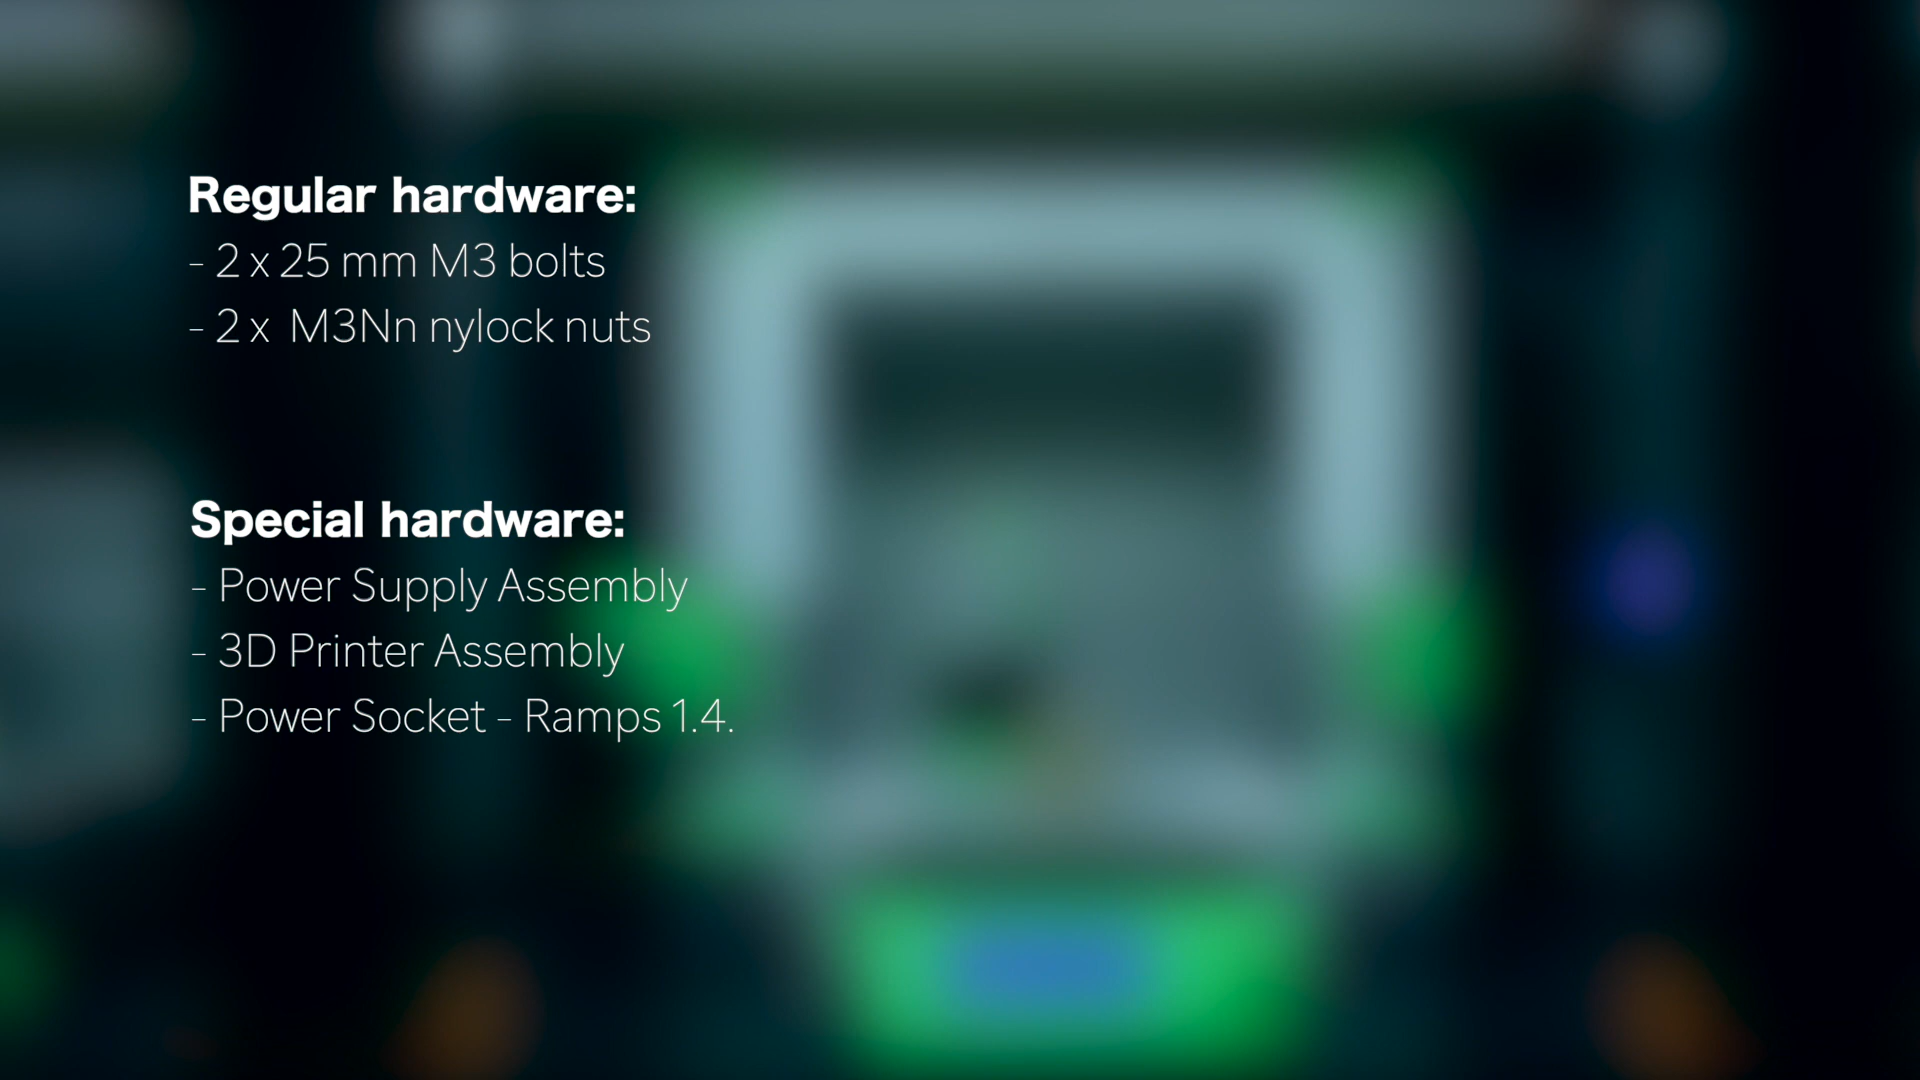 Regular hardware:
- 2 x 25 mm M3 bolts
- 2 x  M3Nn nylock nuts
Special hardware:
- Power Supply Assembly
- 3D Printer Assembly
- Power Socket - Ramps 1.4.